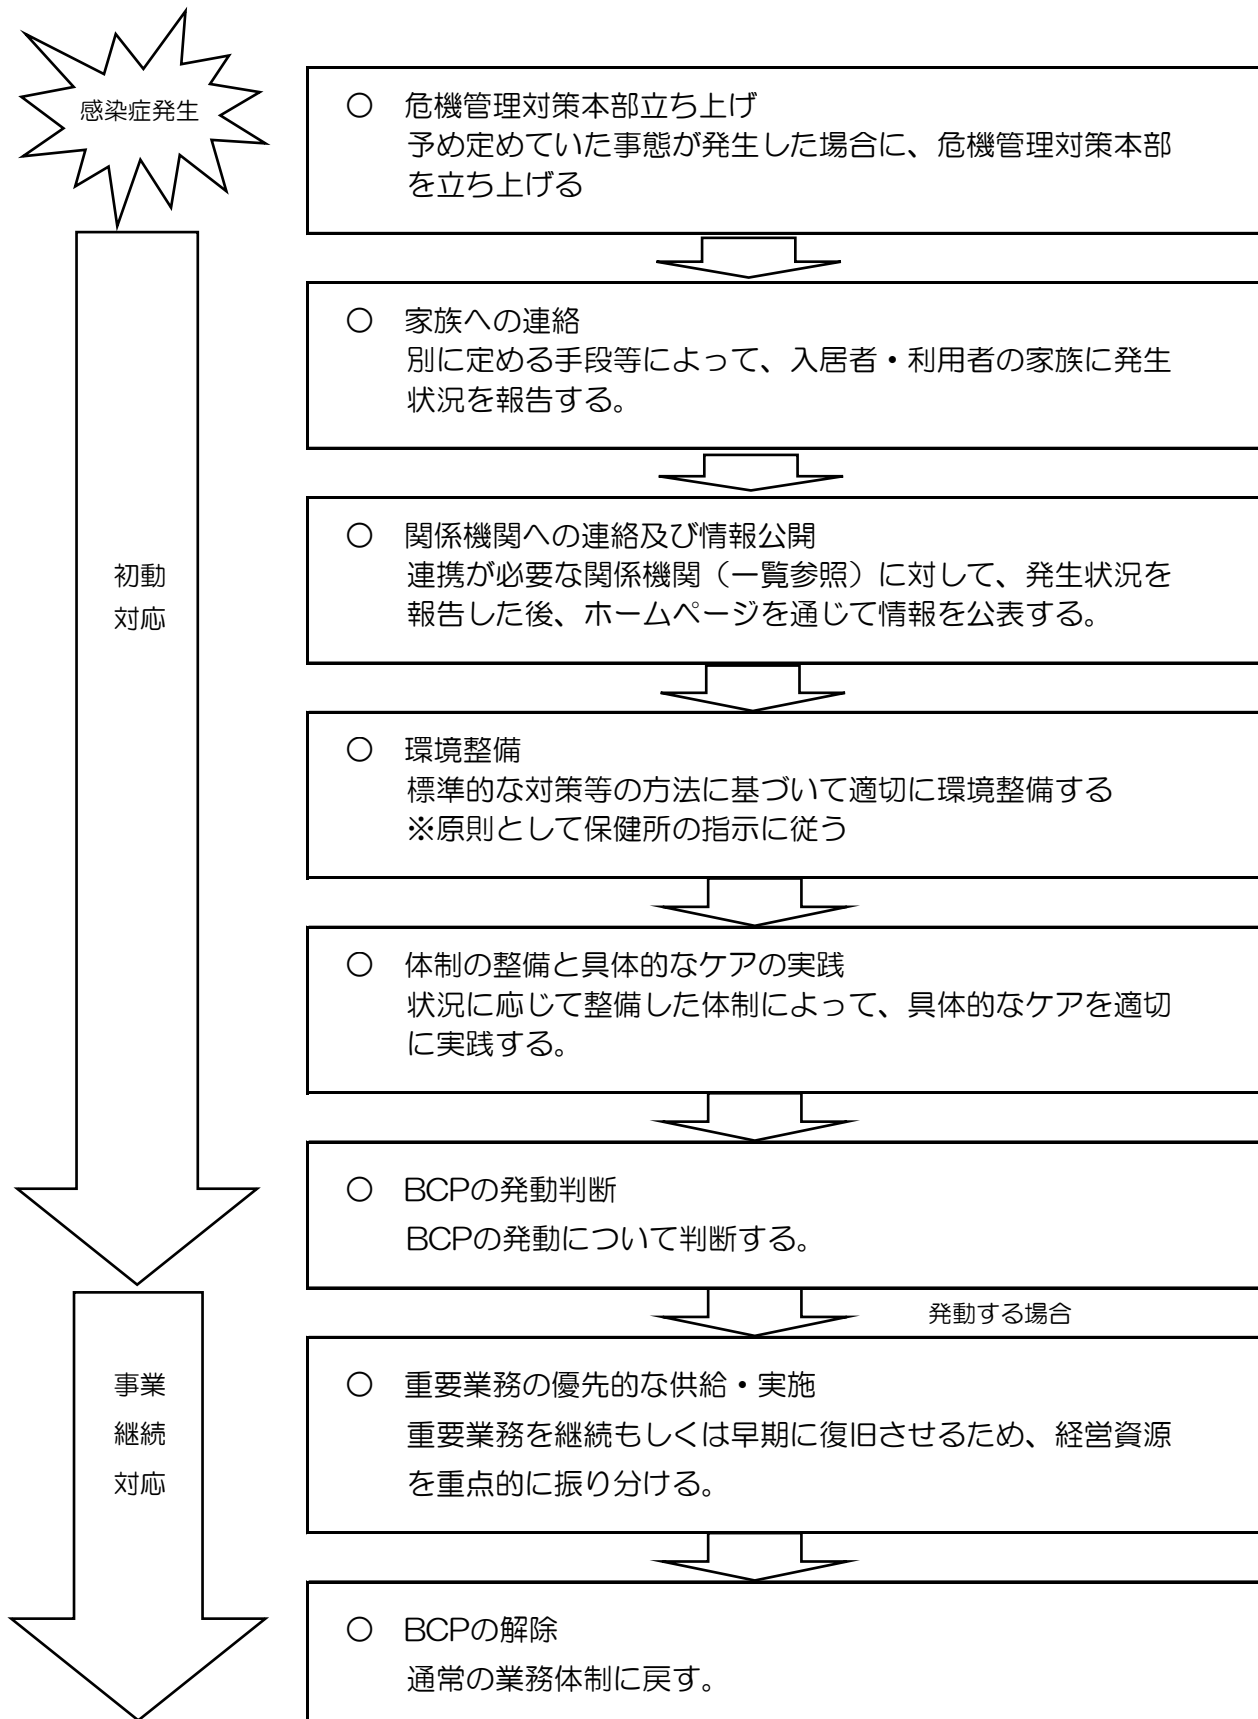 感染症発生
○ 危機管理対策本部立ち上げ
予め定めていた事態が発生した場合に、危機管理対策本部
を立ち上げる
○ 家族への連絡
別に定める手段等によって、入居者・利用者の家族に発生
状況を報告する。
○ 関係機関への連絡及び情報公開
連携が必要な関係機関（一覧参照）に対して、発生状況を
報告した後、ホームページを通じて情報を公表する。
初動
対応
○ 環境整備
標準的な対策等の方法に基づいて適切に環境整備する
※原則として保健所の指示に従う
○ 体制の整備と具体的なケアの実践
状況に応じて整備した体制によって、具体的なケアを適切
に実践する。
○ BCPの発動判断
BCPの発動について判断する。
発動する場合
事業
継続
対応
○ 重要業務の優先的な供給・実施
重要業務を継続もしくは早期に復旧させるため、経営資源
を重点的に振り分ける。
○ BCPの解除
通常の業務体制に戻す。